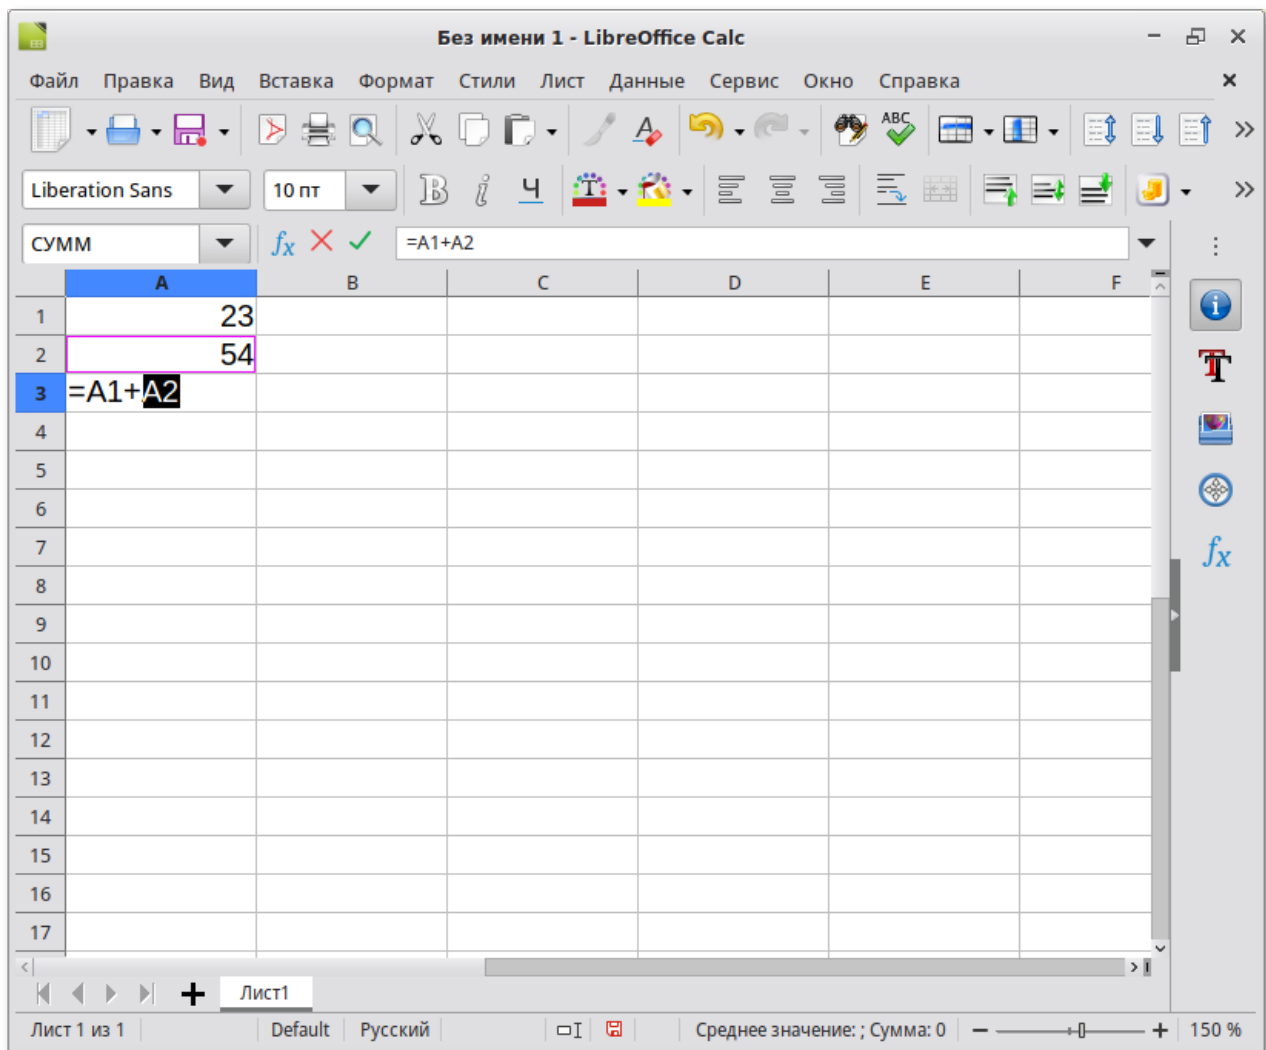 Без имени 1 - LibreOffice Calc
Файл Правка Вид Вставка Формат Стили Лист Данные Сервис Окно Справка
ABC
Liberation Sans 10 пт B i Ч T
СУММ fx =A1+A2
A B C D E F
1 23
2 54
3 =A1+A2
4
5
6
7
8
9
10
11
12
13
14
15
16
17
Лист1
Лист 1 из 1 Default Русский Среднее значение: ; Сумма: 0 150 %